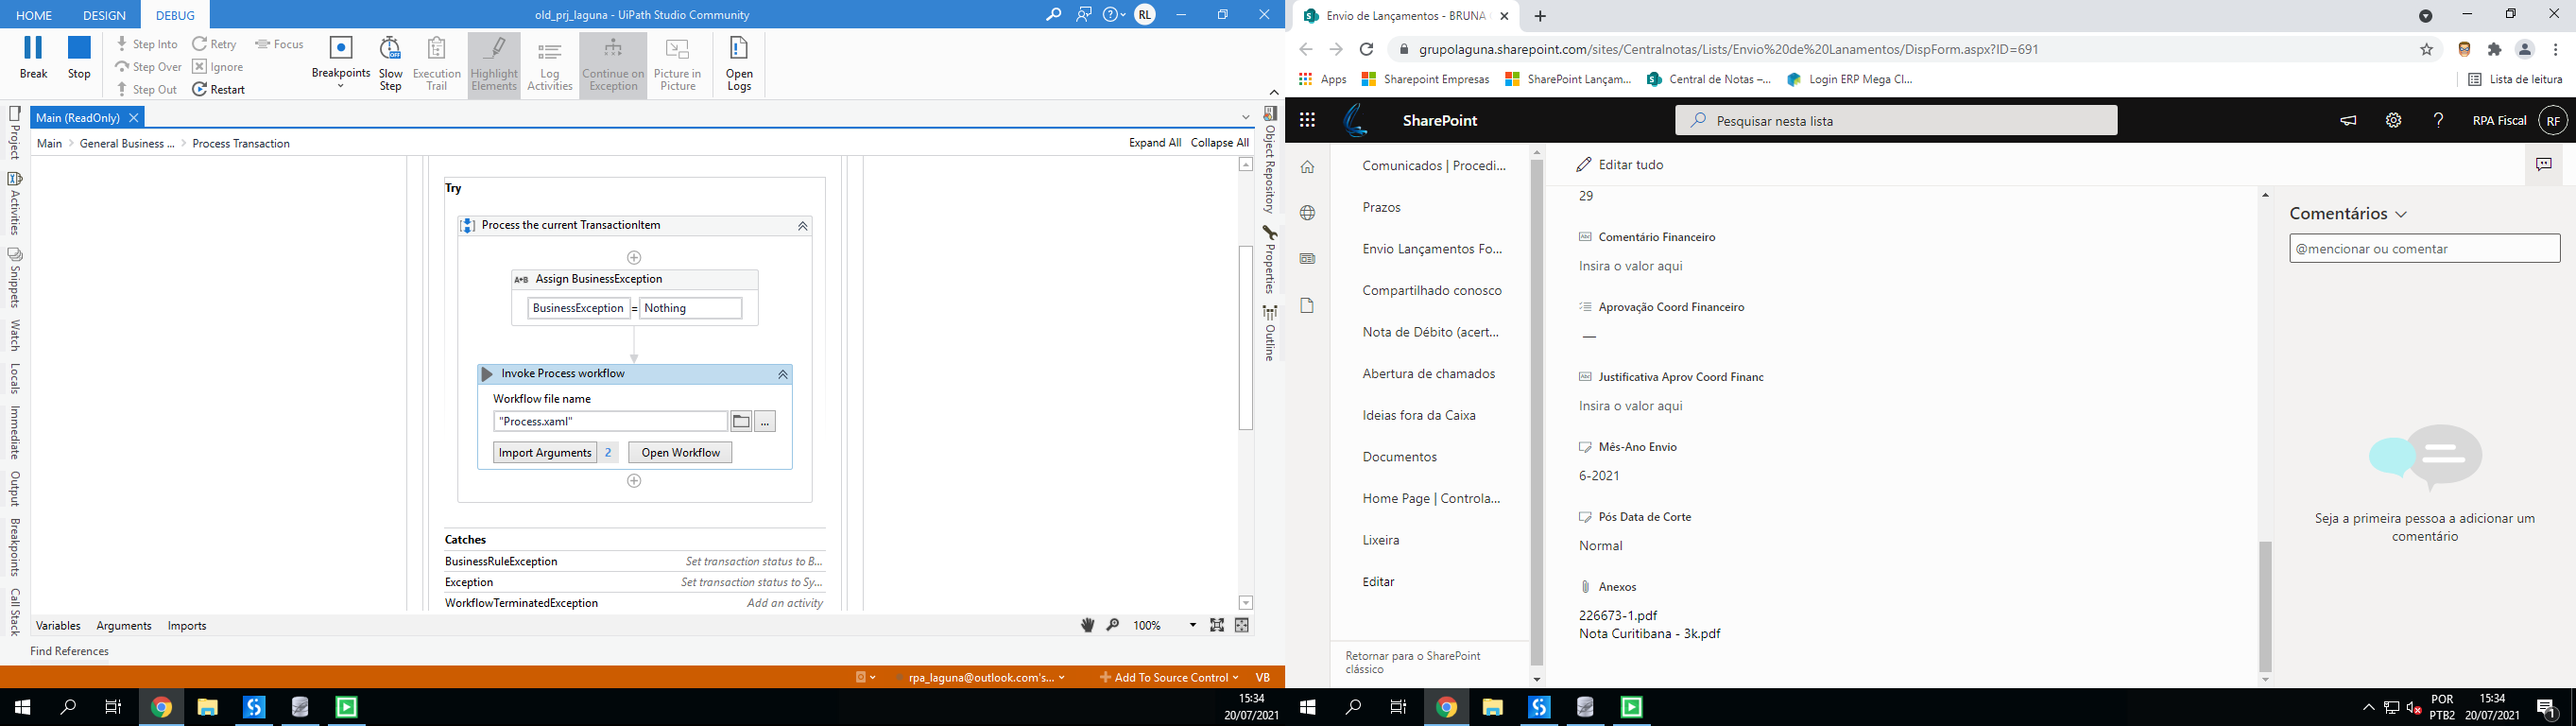 HOME
DESIGN
DEBUG
old_prj_laguna - UiPath Studio Community
RL
Break
Stop
Step Into
Step Over
Step Out
Retry
Ignore
Restart
Focus
Breakpoints
Slow Step
OFF
Execution Trail
Highlight Elements
Log Activities
Continue on Exception
Picture in Picture
Open Logs
Main (ReadOnly)
Main > General Business ... > Process Transaction
Expand All
Collapse All
Project
Activities
Snippets
Watch
Locals
Immediate
Output
Breakpoints
Call Stack
Try
Process the current TransactionItem
A+B Assign BusinessException
BusinessException = Nothing
Invoke Process workflow
Workflow file name
"Process.xaml"
...
Import Arguments 2
Open Workflow
Catches
BusinessRuleException Set transaction status to B...
Exception Set transaction status to Sy...
WorkflowTerminatedException Add an activity
Object Repository
Properties
Outline
Variables
Arguments
Imports
100%
Find References
rpa_laguna@outlook.com's...
Add To Source Control
VB
15:34
20/07/2021
Envio de Lançamentos - BRUNA
grupolaguna.sharepoint.com/sites/Centralnotas/Lists/Envio%20de%20Lanamentos/DispForm.aspx?ID=691
Apps
Sharepoint Empresas
SharePoint Lançam...
Central de Notas –...
Login ERP Mega Cl...
Lista de leitura
SharePoint
Pesquisar nesta lista
RPA Fiscal
RF
Comunicados | Procedi...
Prazos
Envio Lançamentos Fo...
Compartilhado conosco
Nota de Débito (acert...
Abertura de chamados
Ideias fora da Caixa
Documentos
Home Page | Controla...
Lixeira
Editar
Retornar para o SharePoint
clássico
Editar tudo
29
Comentário Financeiro
Insira o valor aqui
Aprovação Coord Financeiro
—
Justificativa Aprov Coord Financ
Insira o valor aqui
Mês-Ano Envio
6-2021
Pós Data de Corte
Normal
Anexos
226673-1.pdf
Nota Curitibana - 3k.pdf
Comentários
@mencionar ou comentar
Seja a primeira pessoa a adicionar um
comentário
POR
PTB2
15:34
20/07/2021
1